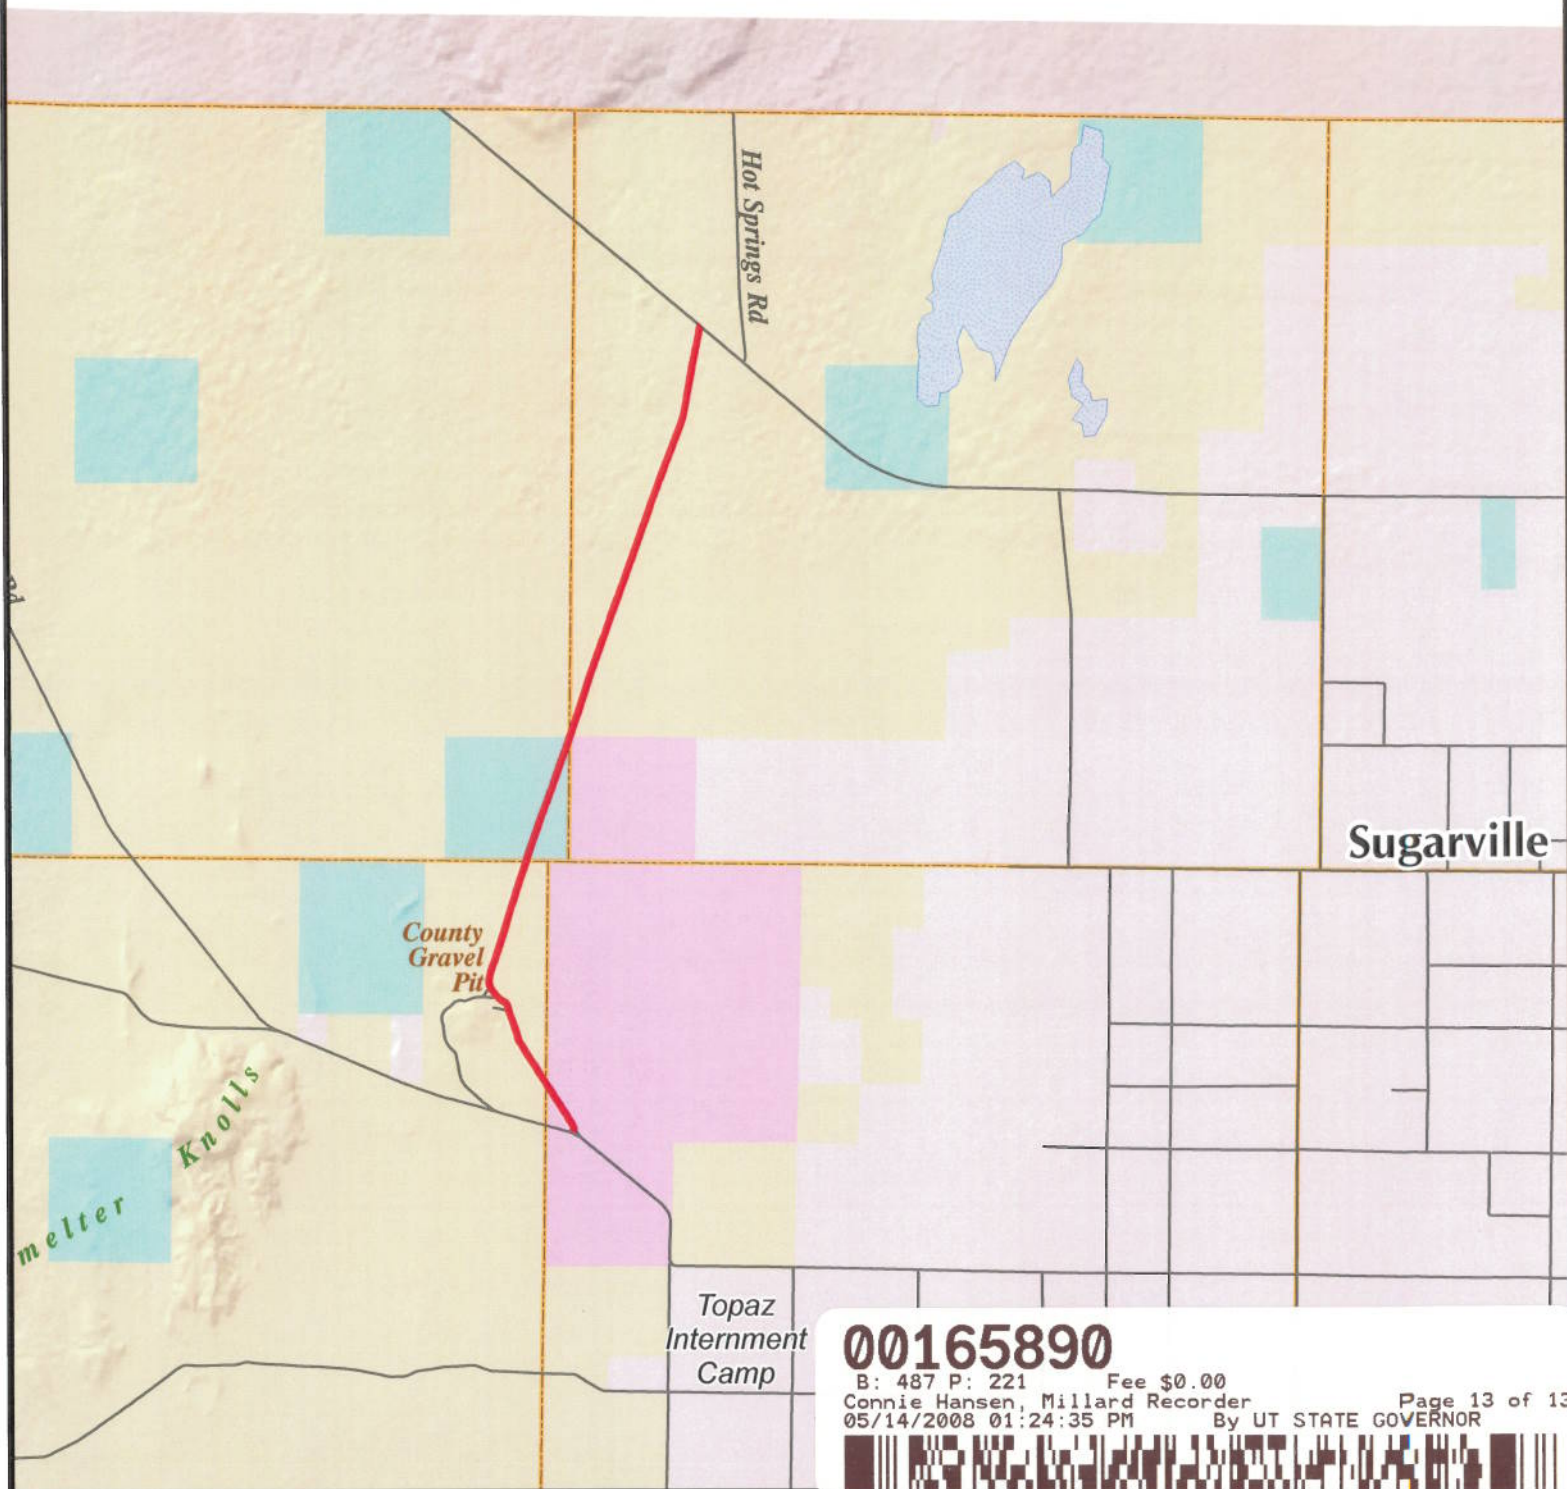 Hot Springs Rd
Rd
Sugarville
County
Gravel
Pit
Knolls
melter
Topaz
Internment
Camp
00165890
B: 487 P: 221 Fee $0.00
Connie Hansen, Millard Recorder Page 13 of 13
05/14/2008 01:24:35 PM By UT STATE GOVERNOR